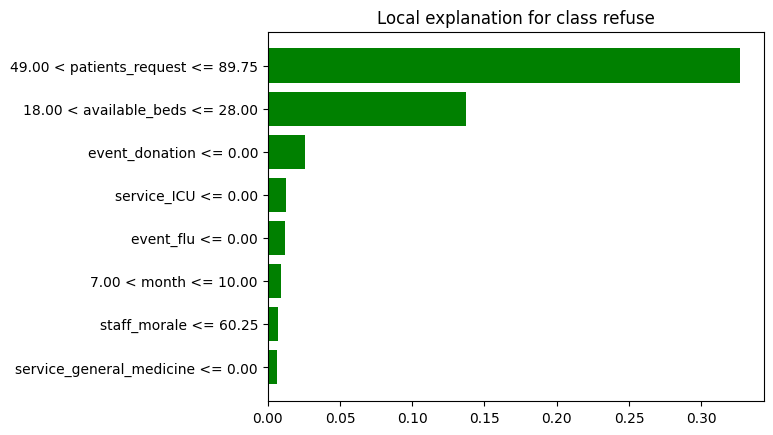 Local explanation for class refuse
49.00 < patients_request <= 89.75
18.00 < available_beds <= 28.00
event_donation <= 0.00
service_ICU <= 0.00
event_flu <= 0.00
7.00 < month <= 10.00
staff_morale <= 60.25
service_general_medicine <= 0.00
0.00 0.05 0.10 0.15 0.20 0.25 0.30